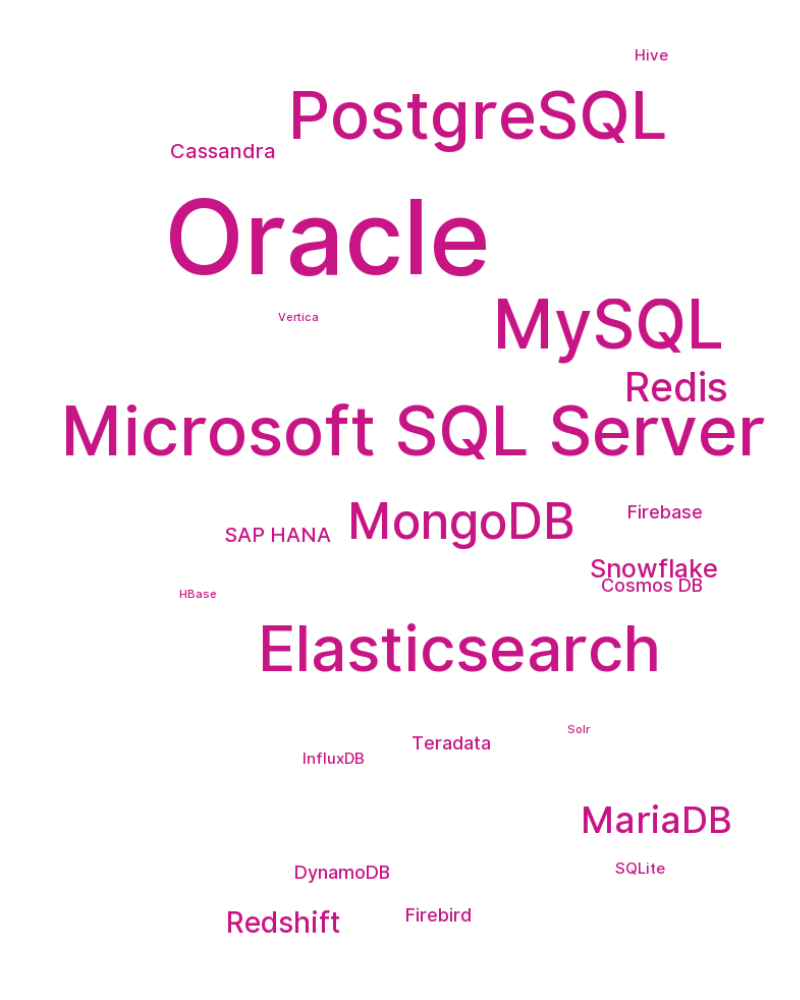 Hive
PostgreSQL
Cassandra
Oracle
Vertica
MySQL
Redis
Microsoft SQL Server
MongoDB
Firebase
SAP HANA
Snowflake
Cosmos DB
HBase
Elasticsearch
Solr
Teradata
InfluxDB
MariaDB
SQLite
DynamoDB
Firebird
Redshift